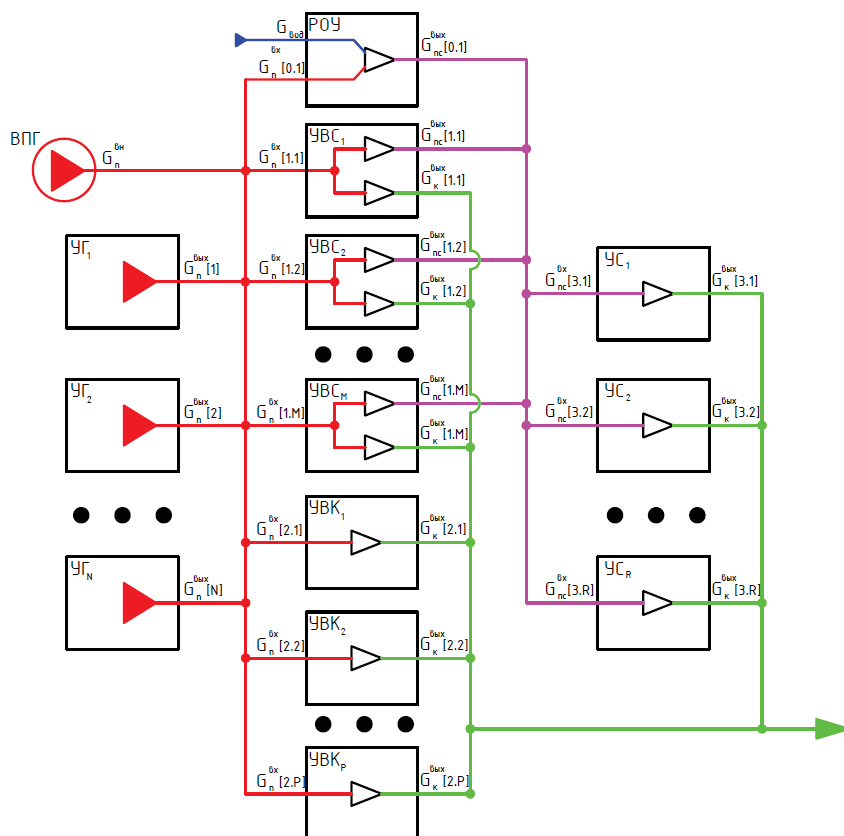 G вод
РОУ
G п вх [0.1]
G пс вых [0.1]
ВПГ
G п вн
G п вх [1.1]
УВС1
G пс вых [1.1]
G к вых [1.1]
УГ1
G п вых [1]
G п вх [1.2]
УВС2
G пс вых [1.2]
G к вых [1.2]
G пс вх [3.1]
УС1
G к вых [3.1]
УГ2
G п вых [2]
G п вх [1.M]
УВСM
G пс вых [1.M]
G к вых [1.M]
G пс вх [3.2]
УС2
G к вых [3.2]
G п вх [2.1]
УВК1
G к вых [2.1]
УГN
G п вых [N]
G пс вх [3.R]
УСR
G к вых [3.R]
G п вх [2.2]
УВК2
G к вых [2.2]
G п вх [2.P]
УВКP
G к вых [2.P]